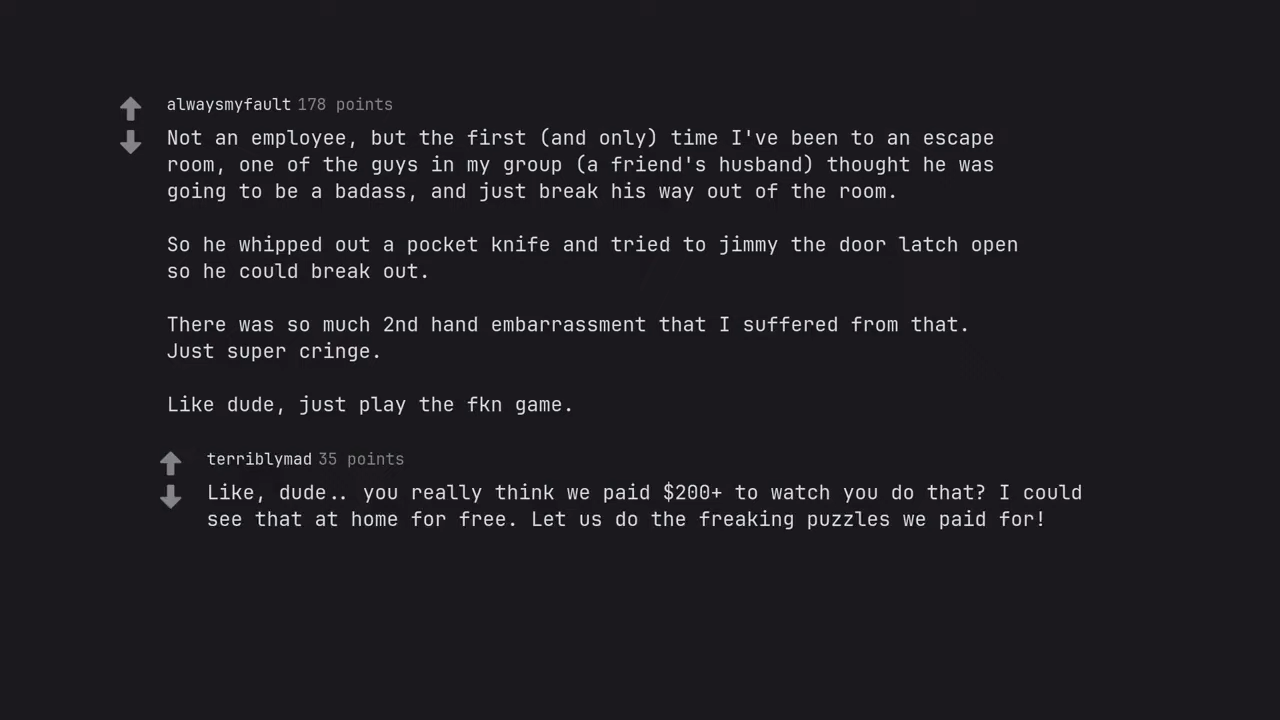 alwaysmyfault 178 points
Not an employee, but the first (and only) time I've been to an escape
room, one of the guys in my group (a friend's husband) thought he was
going to be a badass, and just break his way out of the room.
So he whipped out a pocket knife and tried to jimmy the door latch open
so he could break out.
There was so much 2nd hand embarrassment that I suffered from that.
Just super cringe.
Like dude, just play the fkn game.
terriblymad 35 points
Like, dude.. you really think we paid $200+ to watch you do that? I could
see that at home for free. Let us do the freaking puzzles we paid for!